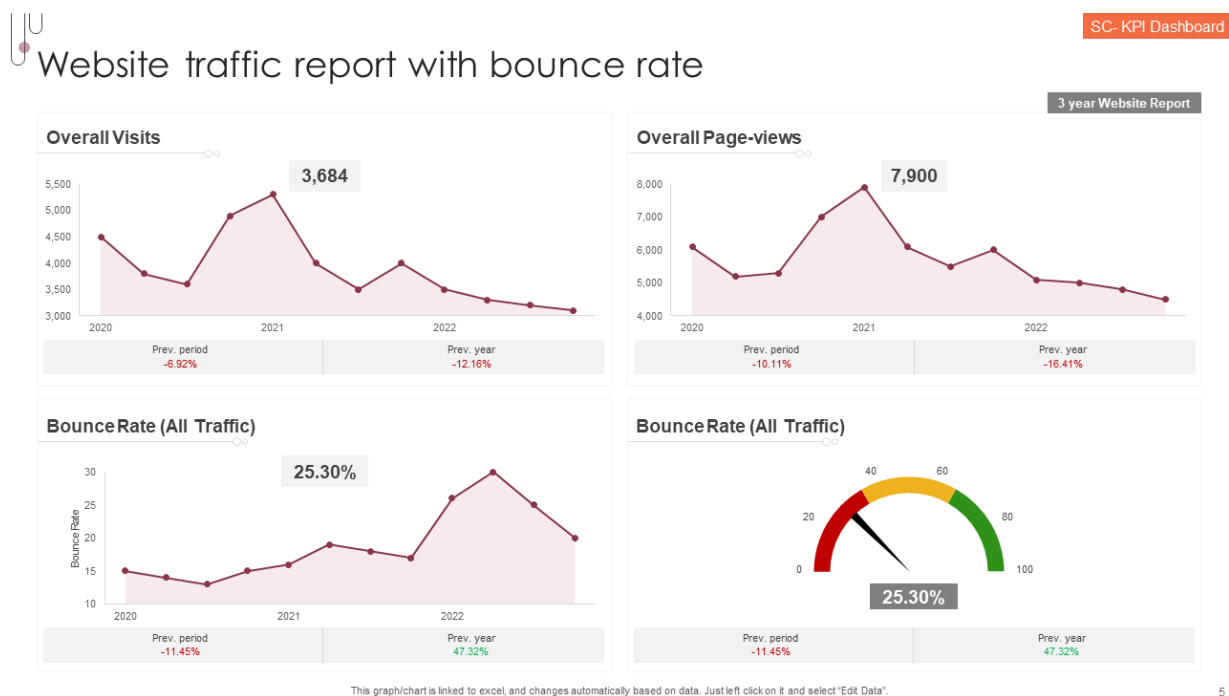 SC- KPI Dashboard
Website traffic report with bounce rate
3 year Website Report
Overall Visits
3,684
5,500
5,000
4,500
4,000
3,500
3,000
2020 2021 2022
Prev. period Prev. year
-6.92% -12.16%
Overall Page-views
7,900
8,000
7,000
6,000
5,000
4,000
2020 2021 2022
Prev. period Prev. year
-10.11% -16.41%
Bounce Rate (All Traffic)
25.30%
Bounce Rate
30
25
20
15
10
2020 2021 2022
Prev. period Prev. year
-11.45% 47.32%
Bounce Rate (All Traffic)
40 60
20 80
0 100
25.30%
Prev. period Prev. year
-11.45% 47.32%
This graph/chart is linked to excel, and changes automatically based on data. Just left click on it and select “Edit Data”.
5